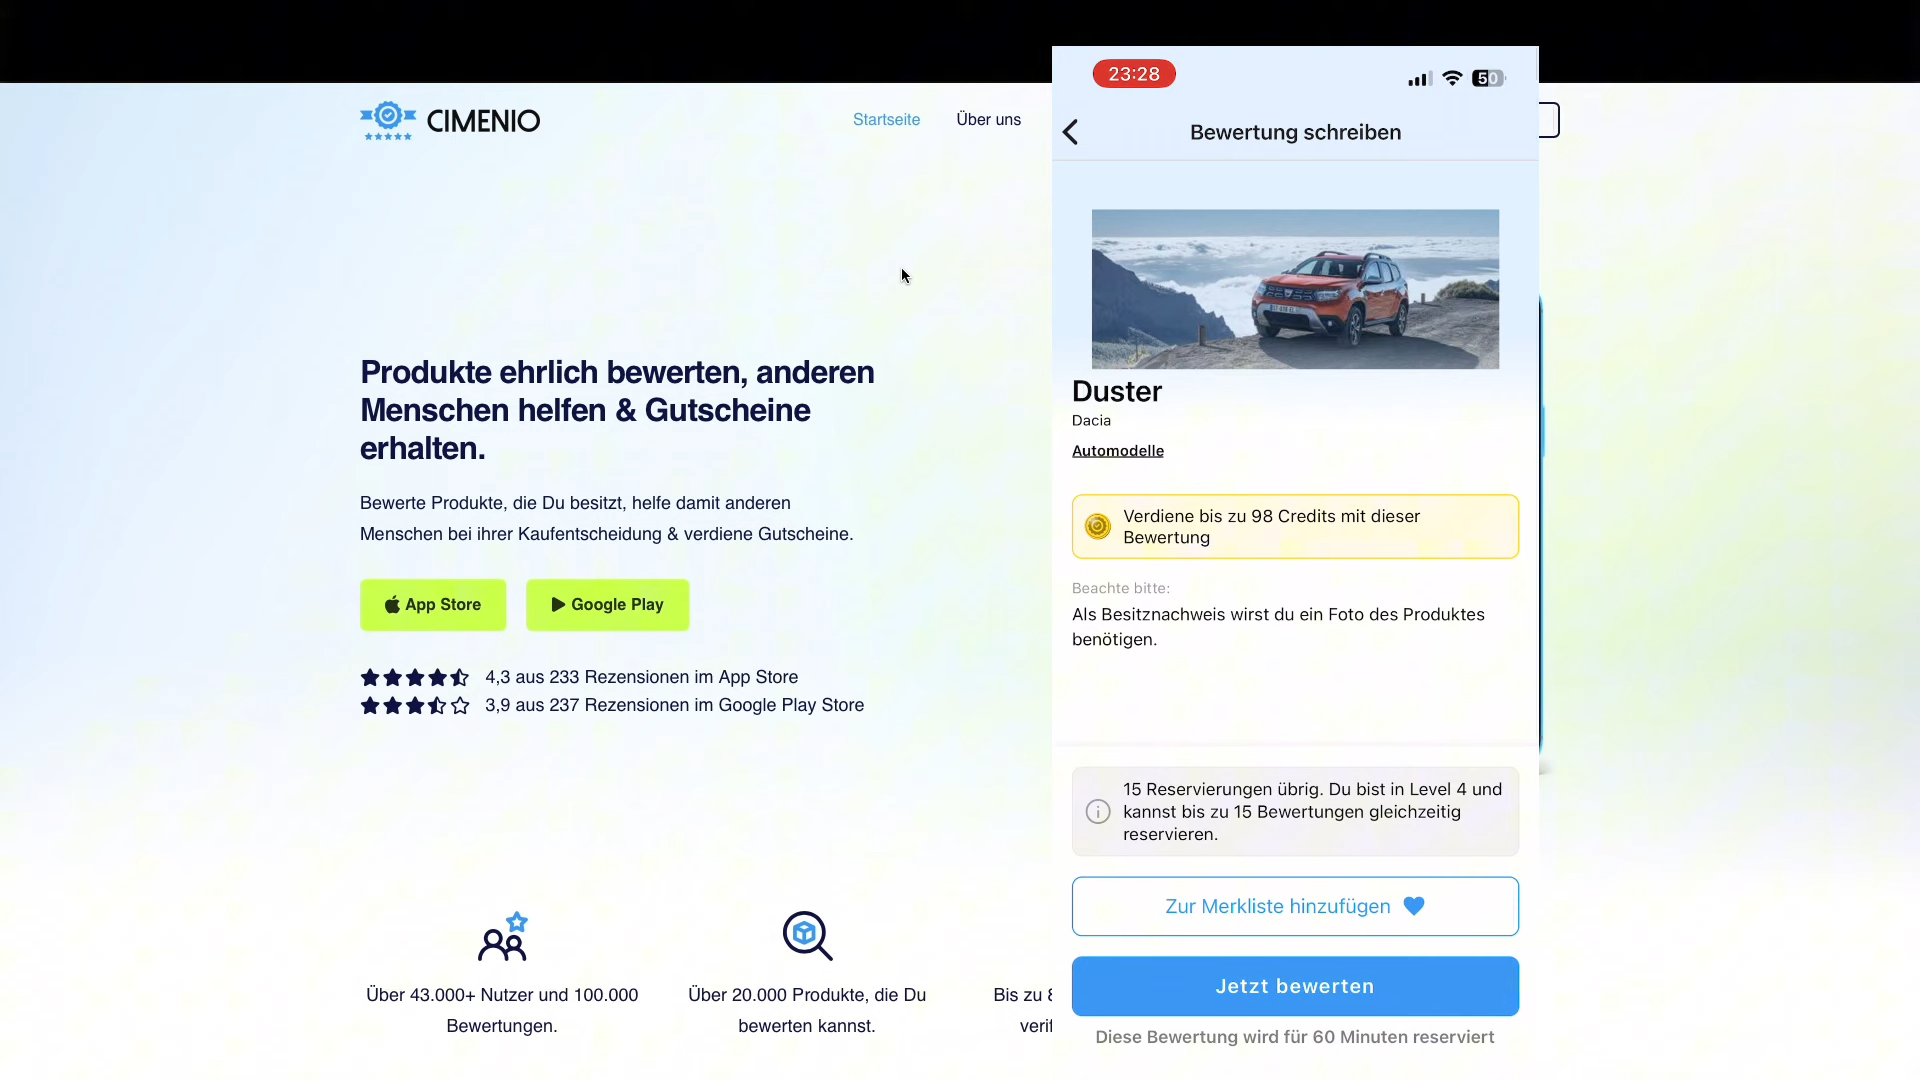 CIMENIO
Startseite
Über uns
Produkte ehrlich bewerten, anderen
Menschen helfen & Gutscheine
erhalten.
Bewerte Produkte, die Du besitzt, helfe damit anderen
Menschen bei ihrer Kaufentscheidung & verdiene Gutscheine.
App Store
Google Play
4,3 aus 233 Rezensionen im App Store
3,9 aus 237 Rezensionen im Google Play Store
Über 43.000+ Nutzer und 100.000
Bewertungen.
Über 20.000 Produkte, die Du
bewerten kannst.
Bis zu
23:28
50
Bewertung schreiben
Duster
Dacia
Automodelle
Verdiene bis zu 98 Credits mit dieser
Bewertung
Beachte bitte:
Als Besitznachweis wirst du ein Foto des Produktes
benötigen.
15 Reservierungen übrig. Du bist in Level 4 und
kannst bis zu 15 Bewertungen gleichzeitig
reservieren.
Zur Merkliste hinzufügen
Jetzt bewerten
Diese Bewertung wird für 60 Minuten reserviert